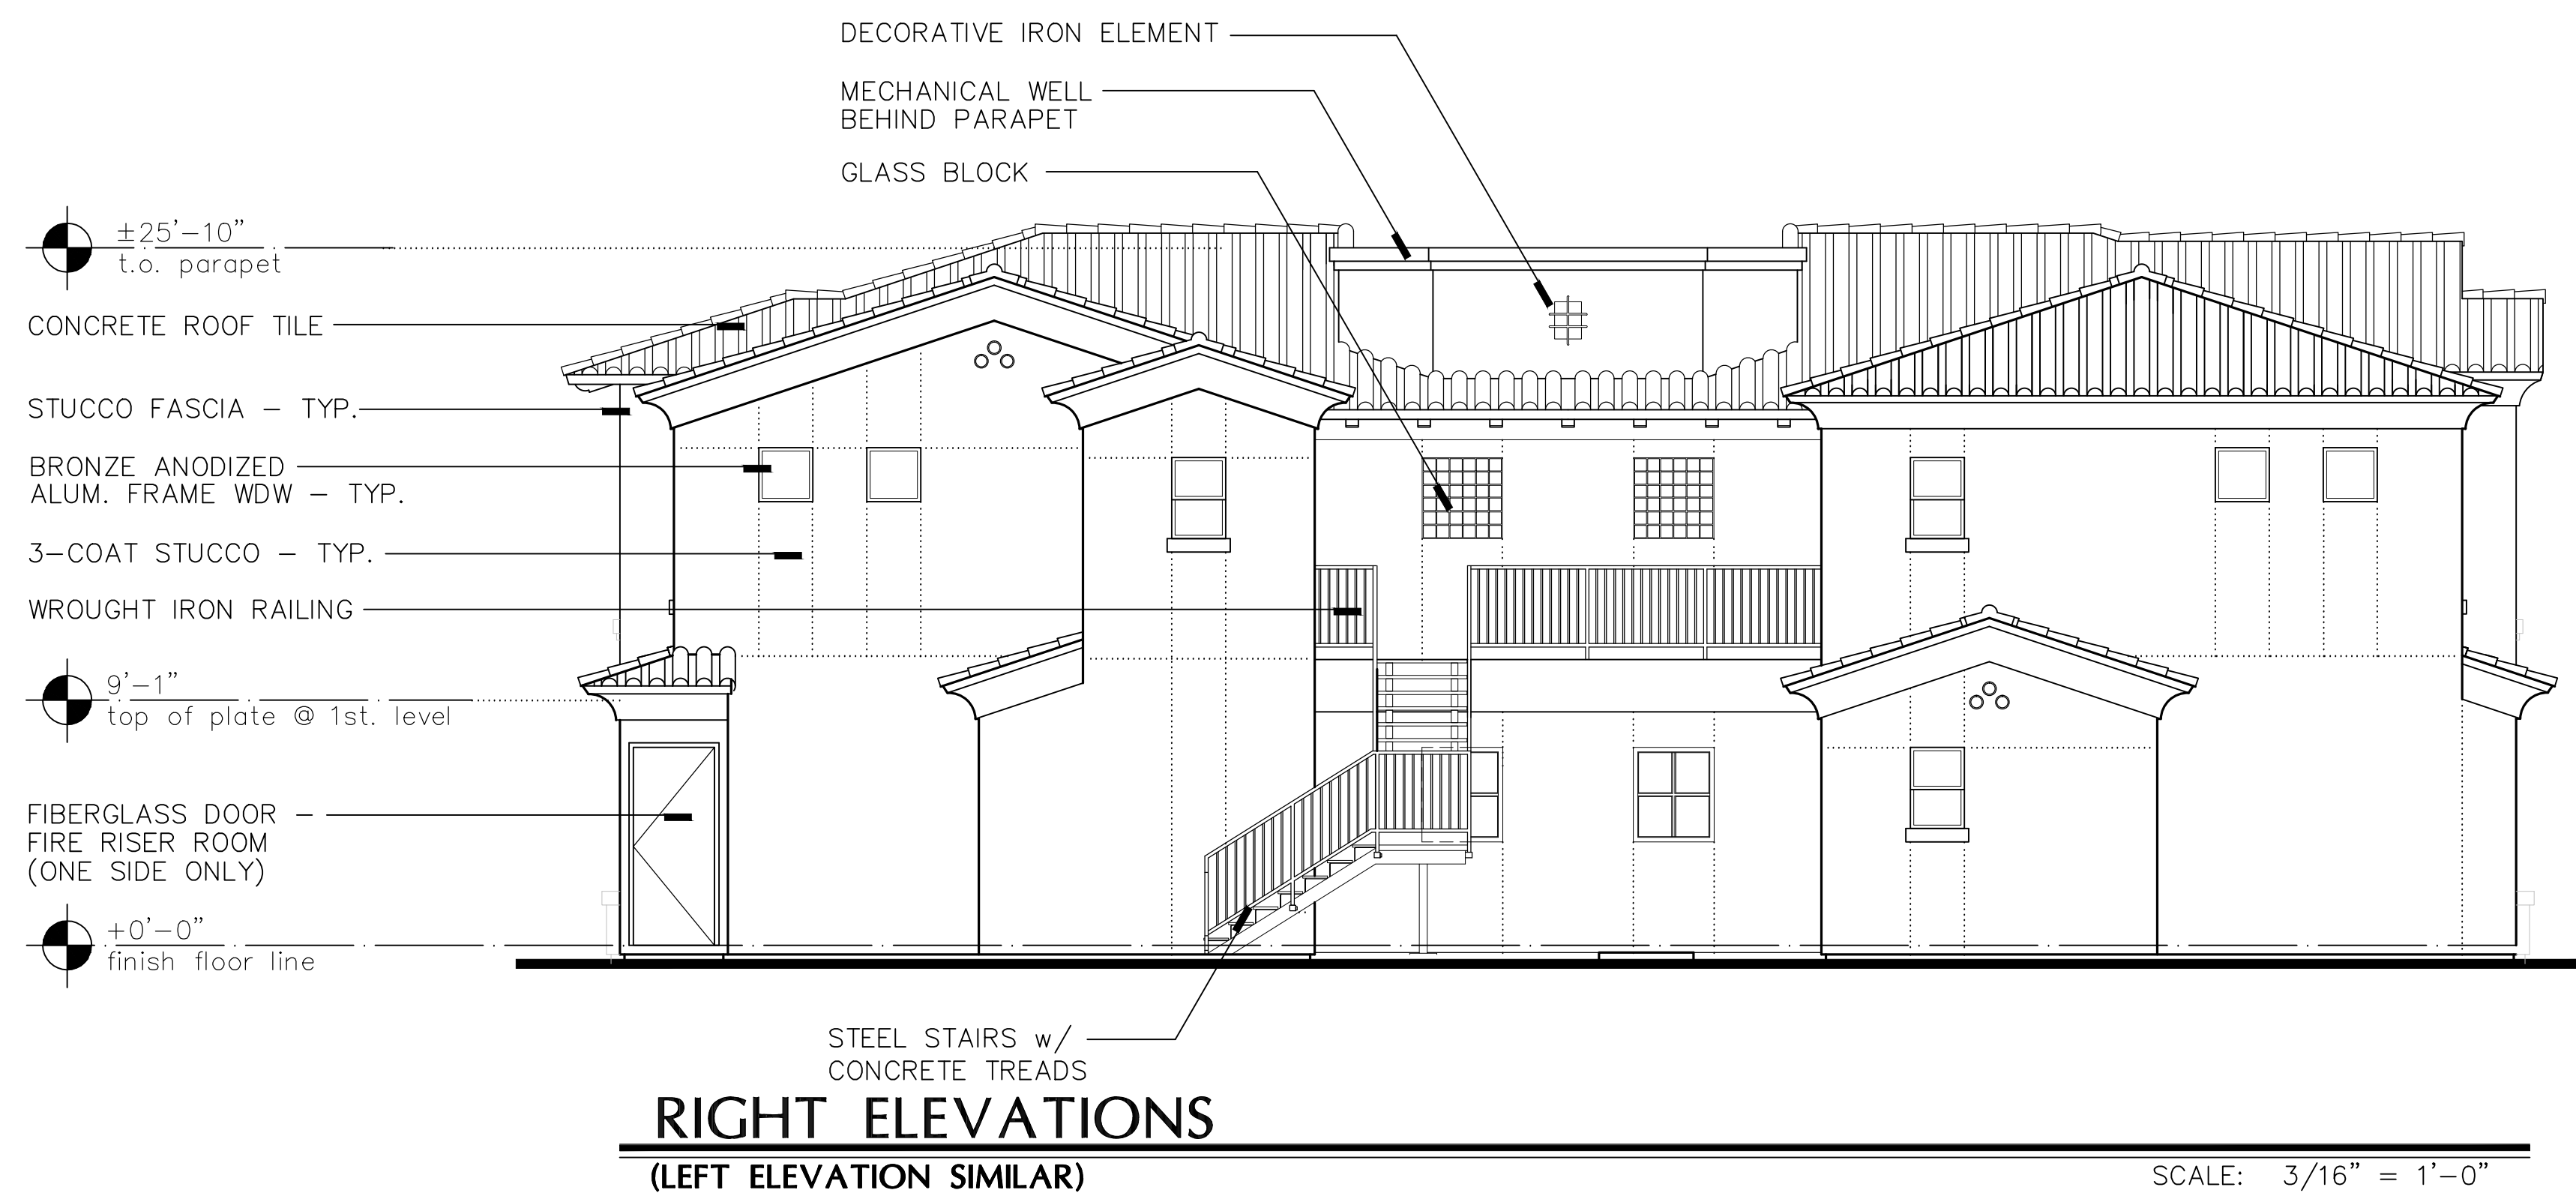 DECORATIVE IRON ELEMENT
MECHANICAL WELL
BEHIND PARAPET
GLASS BLOCK
±25'-10"
t.o. parapet
CONCRETE ROOF TILE
STUCCO FASCIA - TYP.
BRONZE ANODIZED
ALUM. FRAME WDW - TYP.
3-COAT STUCCO - TYP.
WROUGHT IRON RAILING
9'-1"
top of plate @ 1st. level
FIBERGLASS DOOR -
FIRE RISER ROOM
(ONE SIDE ONLY)
+0'-0"
finish floor line
STEEL STAIRS w/
CONCRETE TREADS
RIGHT ELEVATIONS
(LEFT ELEVATION SIMILAR)
SCALE: 3/16" = 1'-0"